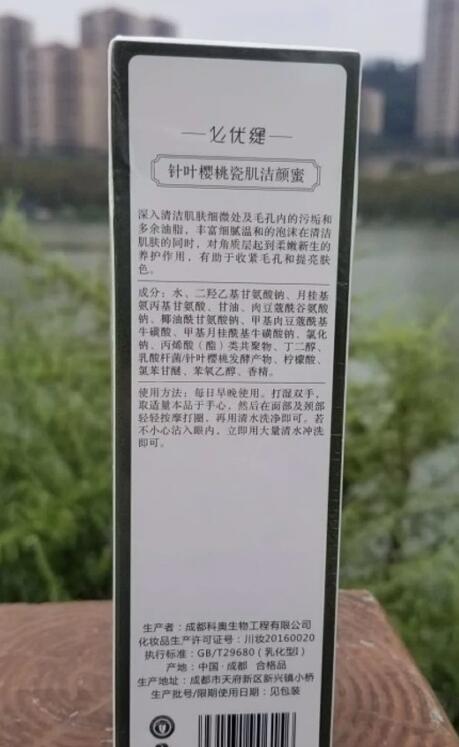 必优缇
针叶樱桃瓷肌洁颜蜜
深入清洁肌肤细微处及毛孔内的污垢和
多余油脂，丰富细腻温和的泡沫在清洁
肌肤的同时，对角质层起到柔嫩新生的
养护作用，有助于收紧毛孔和提亮肤
色。
成分：水、二羟乙基甘氨酸钠、月桂基
氨丙基甘氨酸、甘油、肉豆蔻酰谷氨酸
钠、椰油酰甘氨酸钠、甲基肉豆蔻酰基
牛磺酸、甲基月桂酰基牛磺酸钠、氯化
钠、丙烯酸（酯）类共聚物、丁二醇、
乳酸杆菌/针叶樱桃发酵产物、柠檬酸、
氯苯甘醚、苯氧乙醇、香精。
使用方法：每日早晚使用。打湿双手，
取适量本品于手心，然后在面部及颈部
轻轻按摩打圈，再用清水洗净即可。若
不小心沾入眼内，立即用大量清水冲洗
即可。
生产者：成都科奥生物工程有限公司
化妆品生产许可证号：川妆20160020
执行标准：GB/T29680（乳化型I）
产地：中国·成都 合格品
生产地址：成都市天府新区新兴镇小桥
生产批号/限期使用日期：见包装